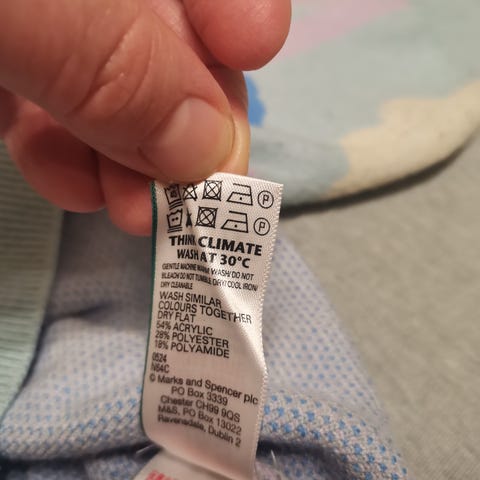 THINK CLIMATE
WASH AT 30°C
GENTLE MACHINE WARM WASH/ DO NOT
BLEACH/DO NOT TUMBLE DRY/ COOL IRON/
DRY CLEANABLE
WASH SIMILAR
COLOURS TOGETHER
DRY FLAT
54% ACRYLIC
28% POLYESTER
18% POLYAMIDE
0524
N64C
© Marks and Spencer plc
PO Box 3339
Chester CH99 9QS
M&S, PO Box 13022
Ravensdale, Dublin 2